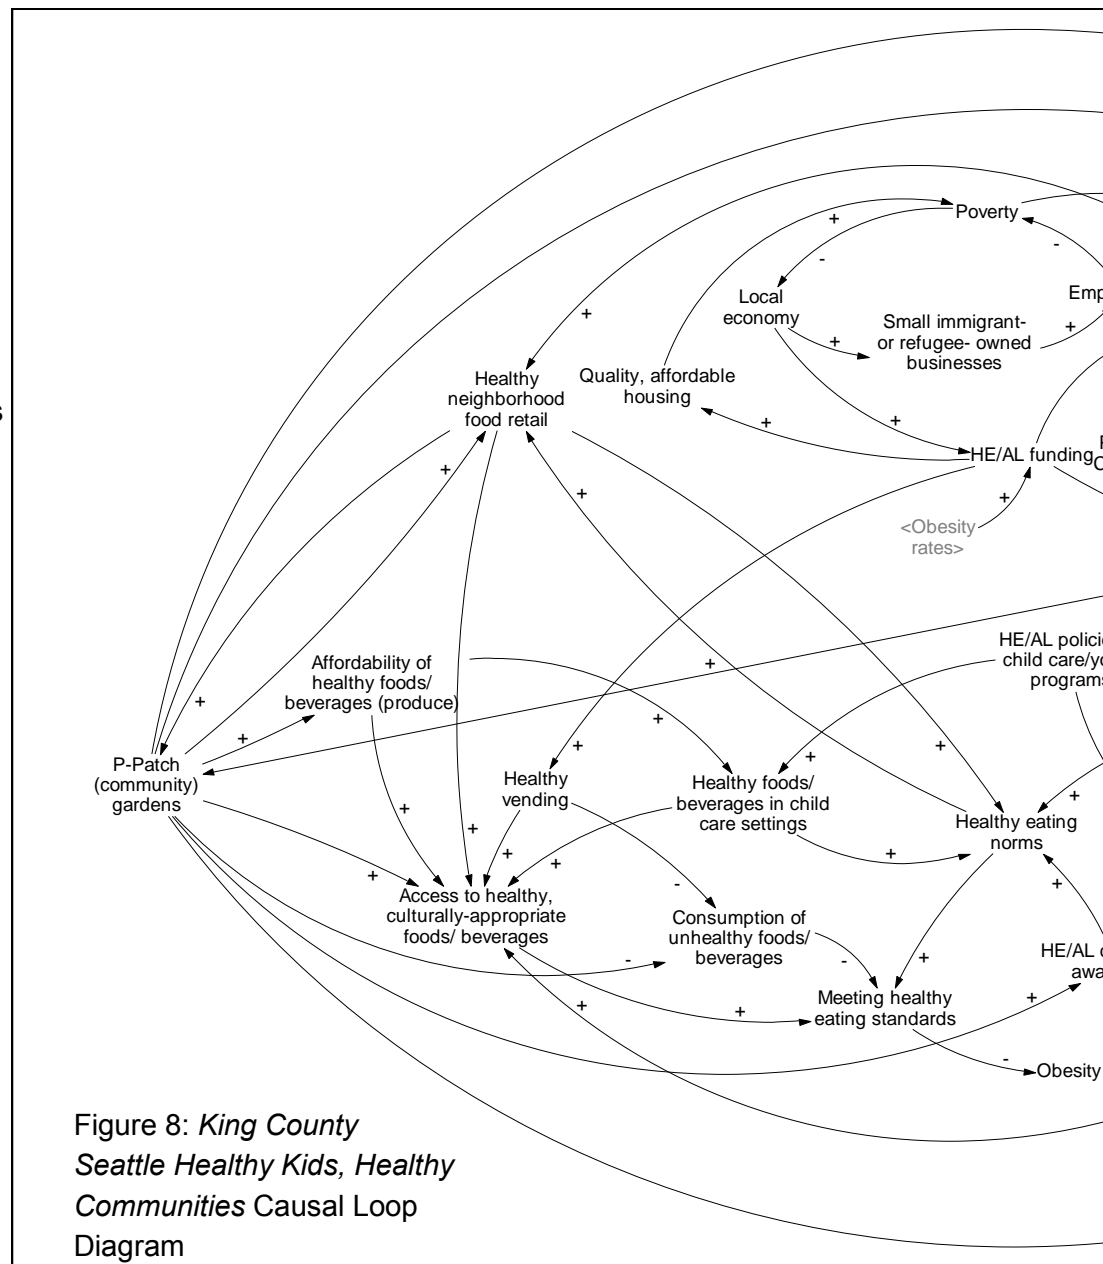 Poverty
Local
economy
Small immigrant-
or refugee- owned
businesses
Emp
Healthy
neighborhood
food retail
Quality, affordable
housing
HE/AL funding
<Obesity
rates>
HE/AL policie
child care/yo
programs
Affordability of
healthy foods/
beverages (produce)
P-Patch
(community)
gardens
Healthy
vending
Healthy foods/
beverages in child
care settings
Healthy eating
norms
Access to healthy,
culturally-appropriate
foods/ beverages
Consumption of
unhealthy foods/
beverages
HE/AL
awa
Meeting healthy
eating standards
Obesity
Figure 8: King County
Seattle Healthy Kids, Healthy
Communities Causal Loop
Diagram